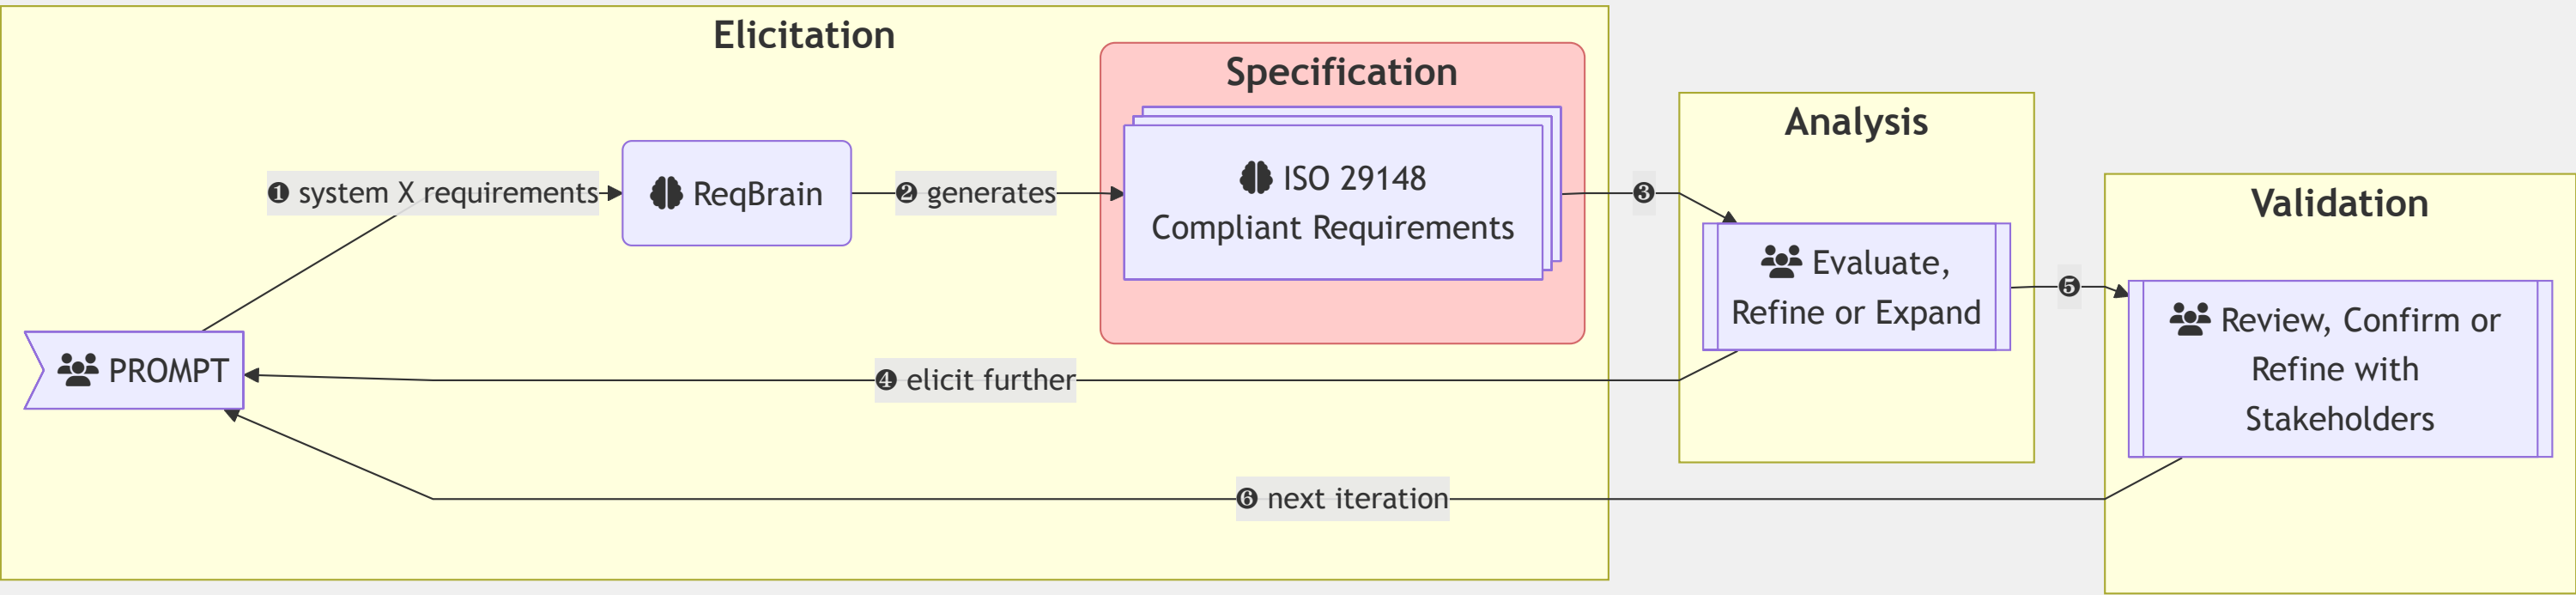 Elicitation
Specification
Analysis
Validation
❶ system X requirements
ReqBrain
❷ generates
ISO 29148
Compliant Requirements
❸
Evaluate,
Refine or Expand
❺
Review, Confirm or
Refine with
Stakeholders
PROMPT
❹ elicit further
❻ next iteration